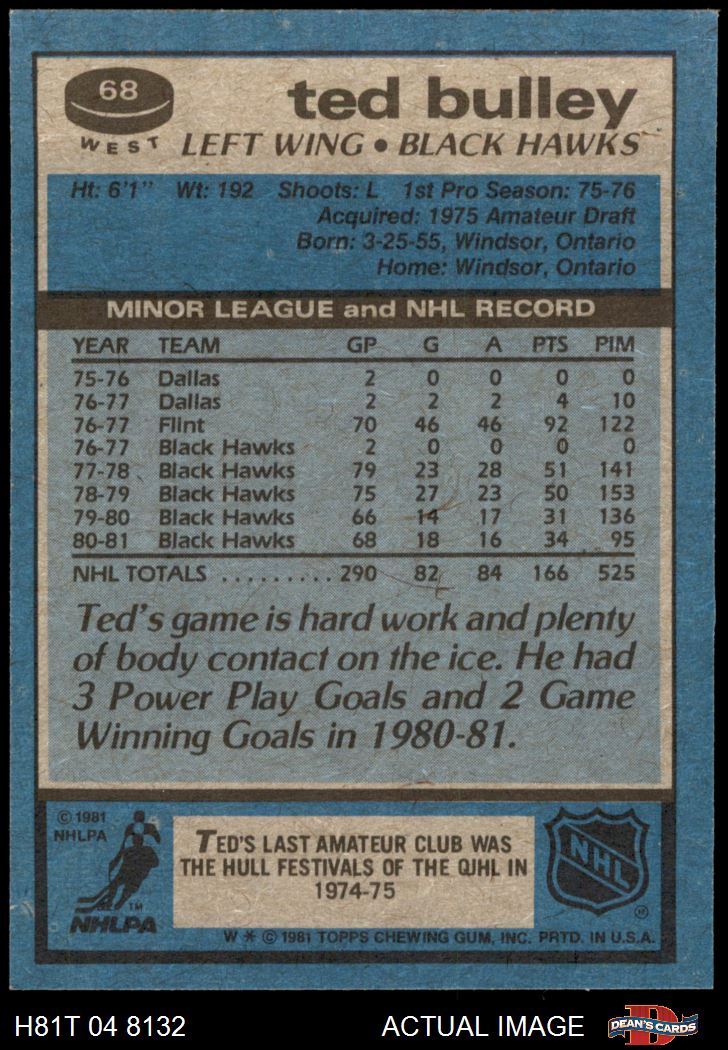 68
WEST
ted bulley
LEFT WING • BLACK HAWKS
Ht: 6'1" Wt: 192 Shoots: L 1st Pro Season: 75-76
Acquired: 1975 Amateur Draft
Born: 3-25-55, Windsor, Ontario
Home: Windsor, Ontario
MINOR LEAGUE and NHL RECORD
YEAR TEAM GP G A PTS PIM
75-76 Dallas 2 0 0 0 0
76-77 Dallas 2 2 2 4 10
76-77 Flint 70 46 46 92 122
76-77 Black Hawks 2 0 0 0 0
77-78 Black Hawks 79 23 28 51 141
78-79 Black Hawks 75 27 23 50 153
79-80 Black Hawks 66 14 17 31 136
80-81 Black Hawks 68 18 16 34 95
NHL TOTALS .......... 290 82 84 166 525
Ted's game is hard work and plenty
of body contact on the ice. He had
3 Power Play Goals and 2 Game
Winning Goals in 1980-81.
© 1981
NHLPA
TM
NHLPA
TED'S LAST AMATEUR CLUB WAS
THE HULL FESTIVALS OF THE QJHL IN
1974-75
NHL
W * © 1981 TOPPS CHEWING GUM, INC. PRTD. IN U.S.A.
H81T 04 8132
ACTUAL IMAGE
DEAN'S CARDS